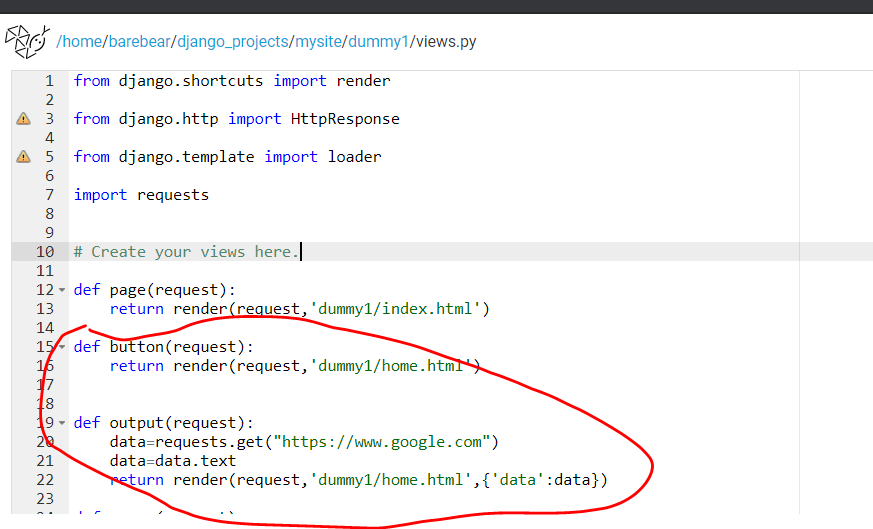 /home/barebear/django_projects/mysite/dummy1/views.py
1 from django.shortcuts import render
2
3 from django.http import HttpResponse
4
5 from django.template import loader
6
7 import requests
8
9
10 # Create your views here.
11
12 def page(request):
13 return render(request,'dummy1/index.html')
14
15 def button(request):
16 return render(request,'dummy1/home.html')
17
18
19 def output(request):
20 data=requests.get("https://www.google.com")
21 data=data.text
22 return render(request,'dummy1/home.html',{'data':data})
23